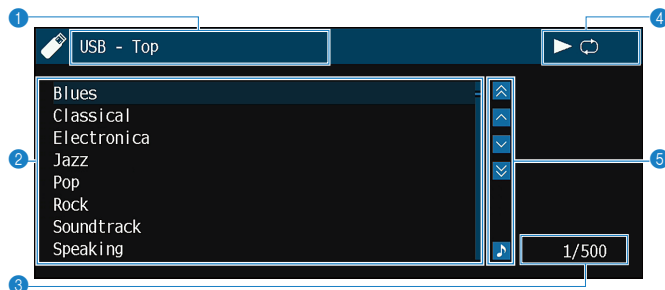 1
4
USB - Top
Blues
Classical
Electronica
Jazz
2
5
Pop
Rock
Soundtrack
Speaking
1/500
3